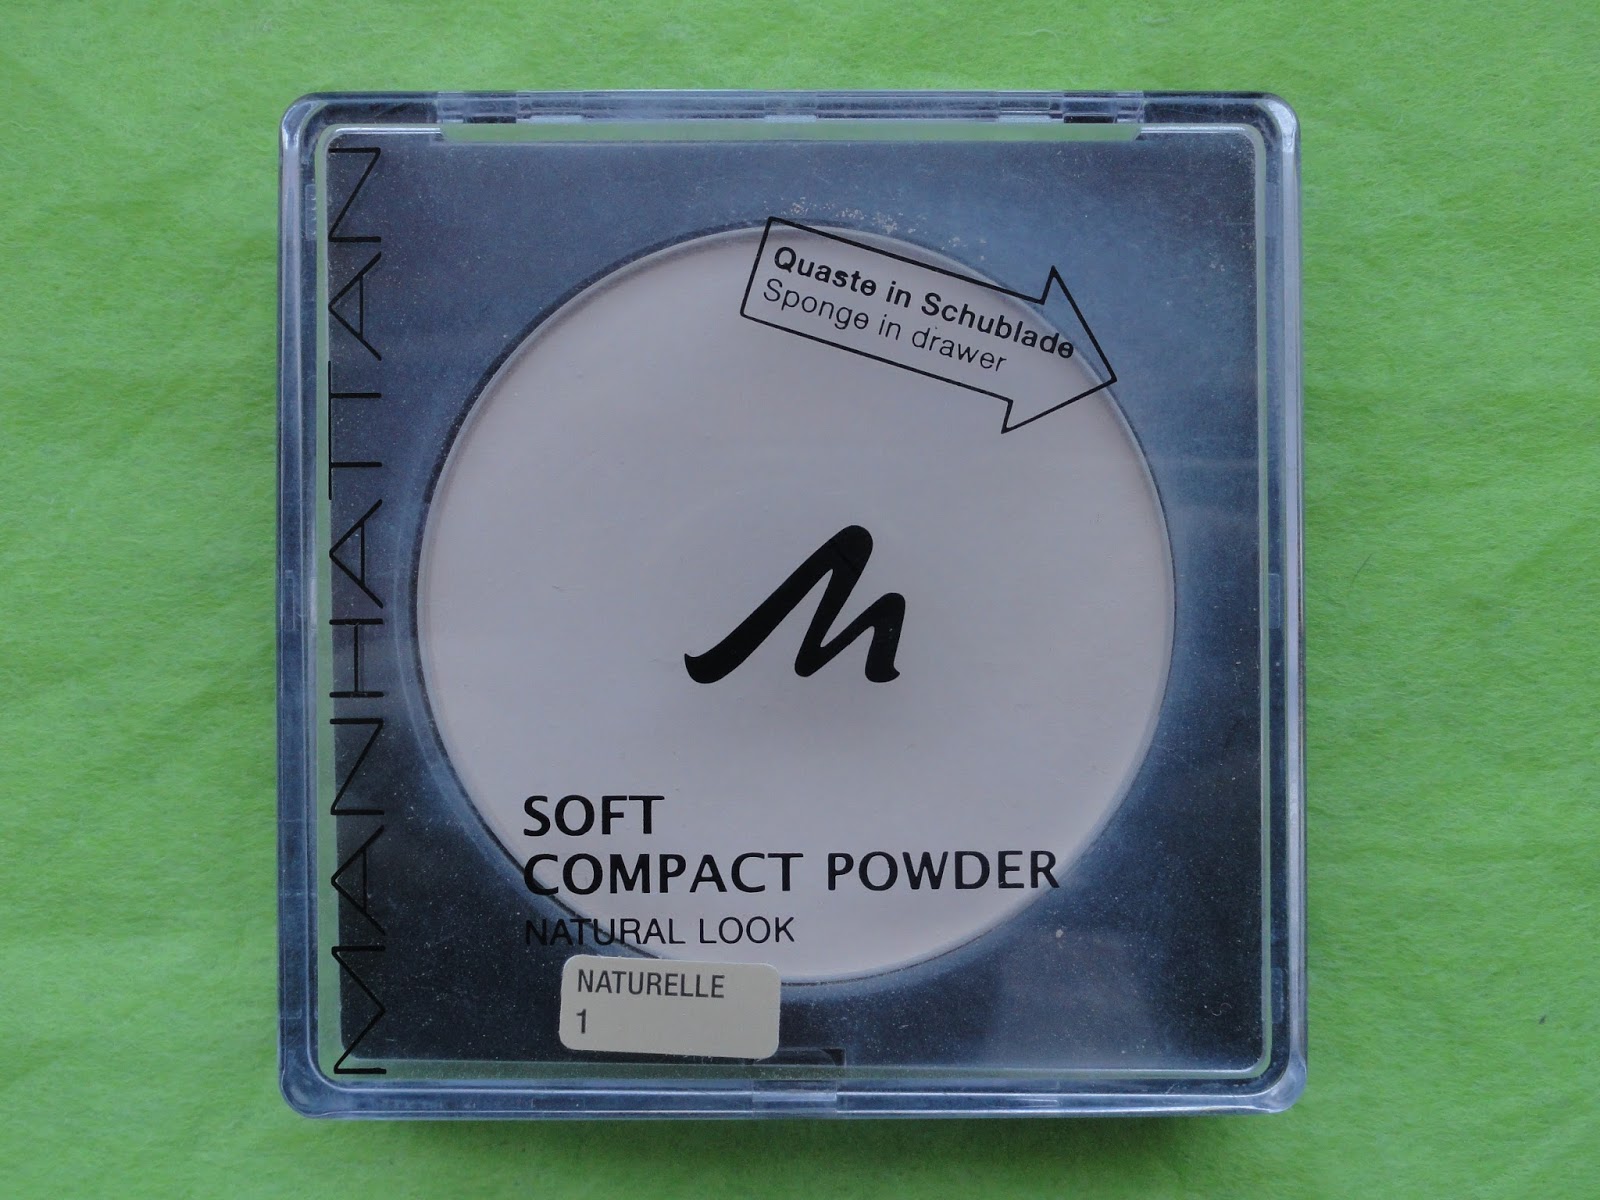 MANHATTAN
Quaste in Schublade
Sponge in drawer
M
SOFT
COMPACT POWDER
NATURAL LOOK
NATURELLE
1